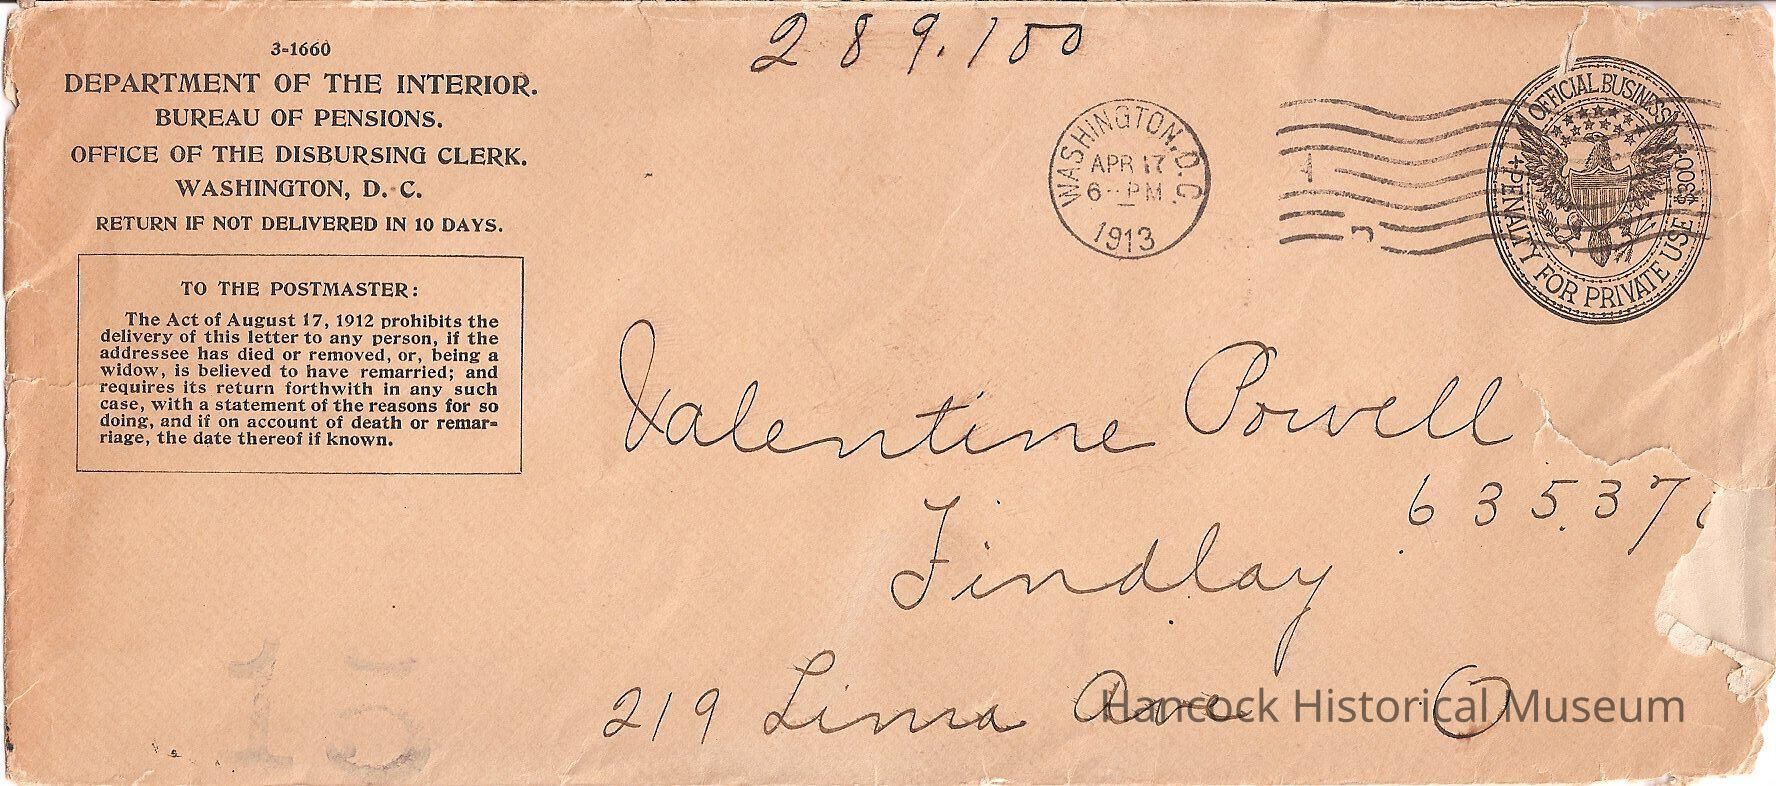 289.100
3-1660
DEPARTMENT OF THE INTERIOR.
BUREAU OF PENSIONS.
OFFICE OF THE DISBURSING CLERK.
WASHINGTON, D. C.
RETURN IF NOT DELIVERED IN 10 DAYS.
TO THE POSTMASTER:
The Act of August 17, 1912 prohibits the
delivery of this letter to any person, if the
addressee has died or removed, or, being a
widow, is believed to have remarried; and
requires its return forthwith in any such
case, with a statement of the reasons for so
doing, and if on account of death or remar-
riage, the date thereof if known.
WASHINGTON, D.C.
APR 17
6-PM
1913
OFFICIAL BUSINESS
PENALTY FOR PRIVATE USE $300
Valentine Powell
635.37
Findlay
219 Lima Ave O
Hancock Historical Museum